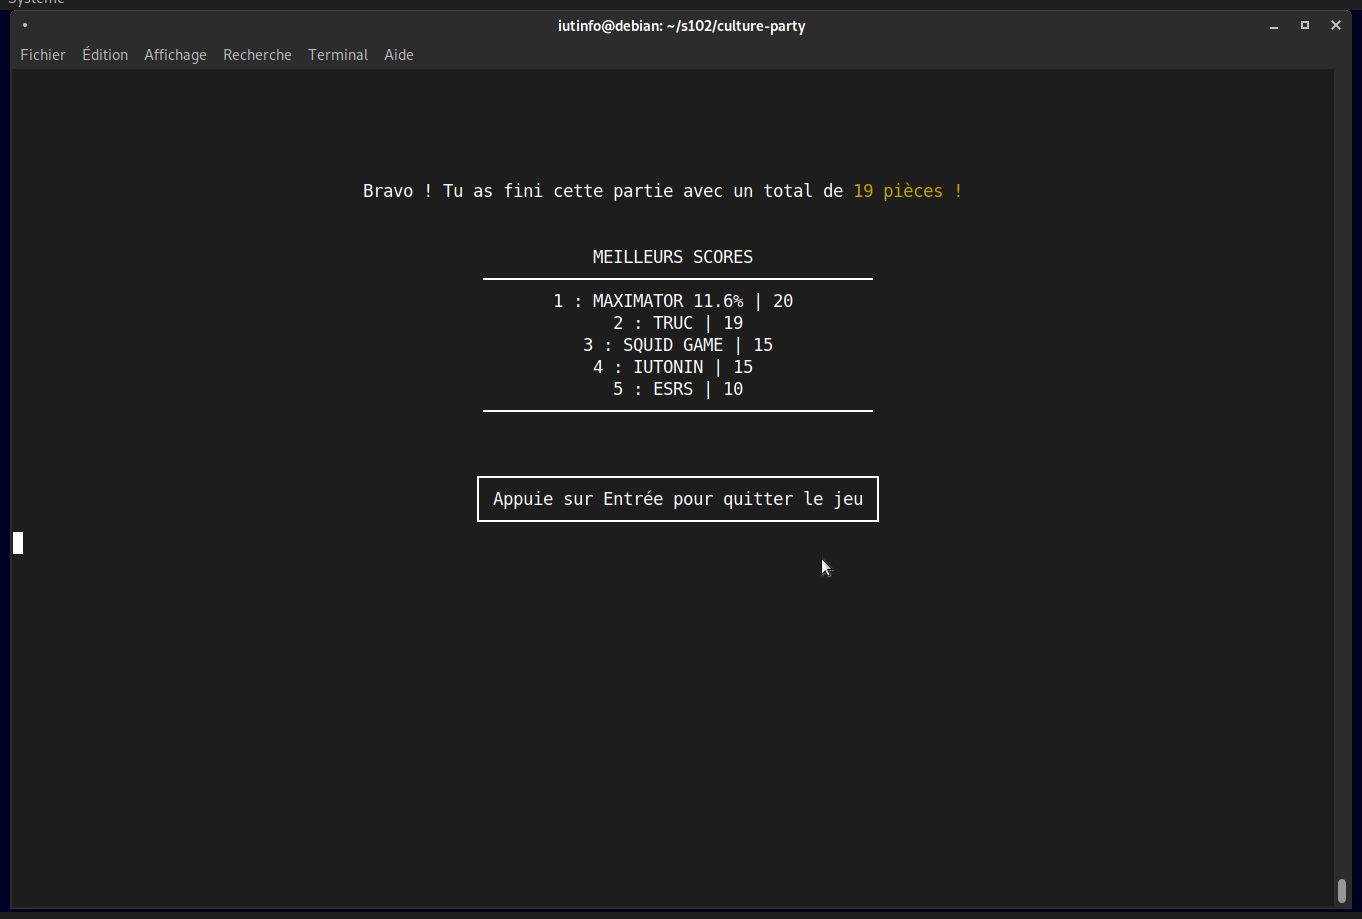 Système
iutinfo@debian: ~/s102/culture-party
Fichier Édition Affichage Recherche Terminal Aide
Bravo ! Tu as fini cette partie avec un total de 19 pièces !
MEILLEURS SCORES
1 : MAXIMATOR 11.6% | 20
2 : TRUC | 19
3 : SQUID GAME | 15
4 : IUTONIN | 15
5 : ESRS | 10
Appuie sur Entrée pour quitter le jeu